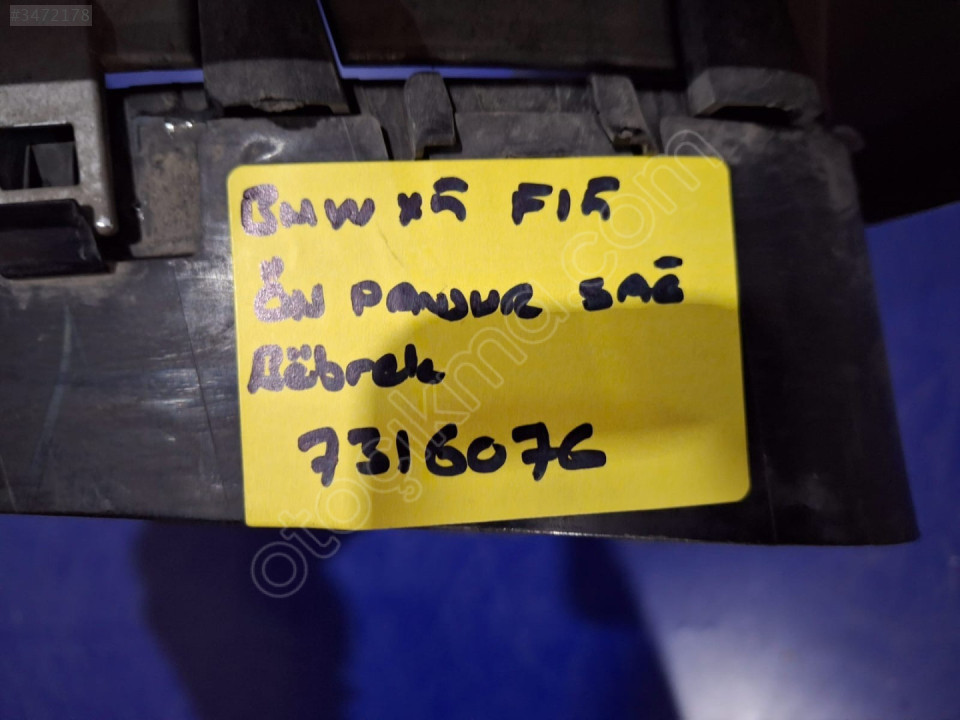 #3472178
BMW X5 F15
ÖN PANJUR SAĞ
Böbrek
7316076
otoçıkma.com